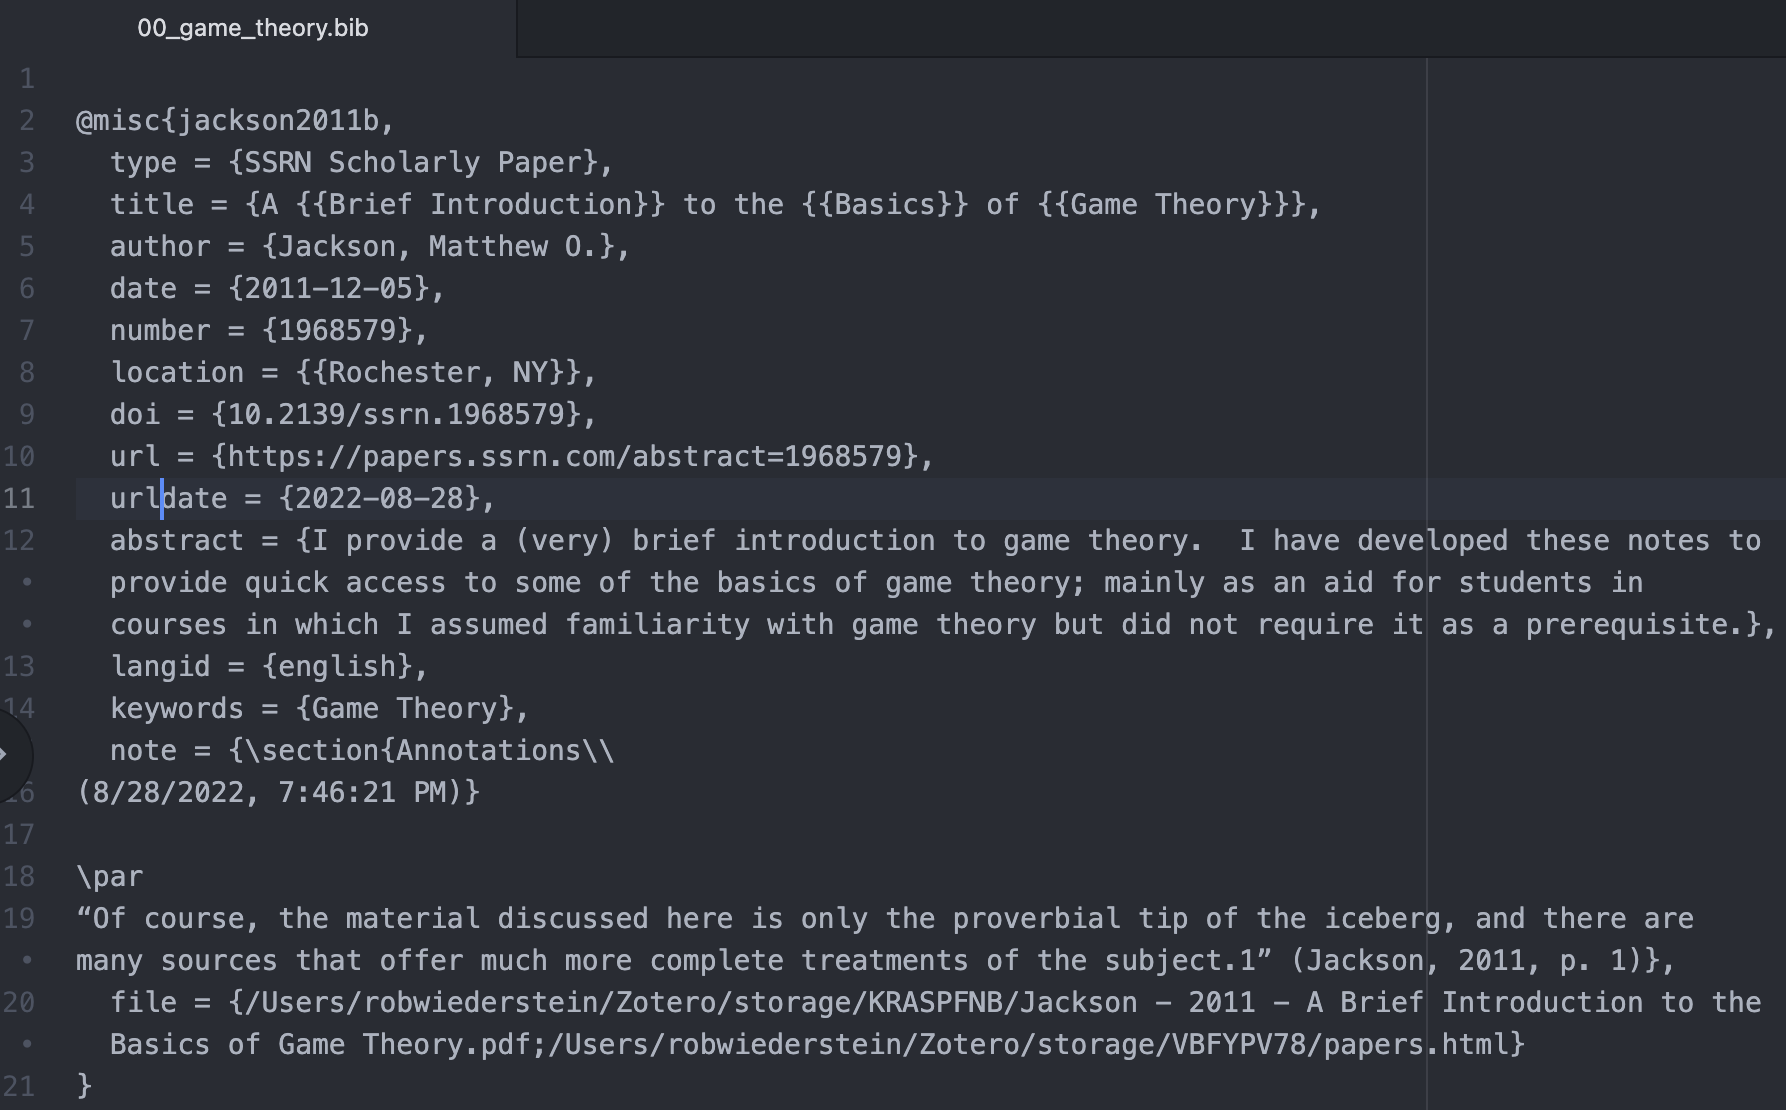 00_game_theory.bib
1
2 @misc{jackson2011b,
3   type = {SSRN Scholarly Paper},
4   title = {A {{Brief Introduction}} to the {{Basics}} of {{Game Theory}}},
5   author = {Jackson, Matthew O.},
6   date = {2011-12-05},
7   number = {1968579},
8   location = {{Rochester, NY}},
9   doi = {10.2139/ssrn.1968579},
10   url = {https://papers.ssrn.com/abstract=1968579},
11   urldate = {2022-08-28},
12   abstract = {I provide a (very) brief introduction to game theory.  I have developed these notes to
•   provide quick access to some of the basics of game theory; mainly as an aid for students in
•   courses in which I assumed familiarity with game theory but did not require it as a prerequisite.},
13   langid = {english},
14   keywords = {Game Theory},
  note = {\section{Annotations\\
16 (8/28/2022, 7:46:21 PM)}
17
18 \par
19 “Of course, the material discussed here is only the proverbial tip of the iceberg, and there are
• many sources that offer much more complete treatments of the subject.1” (Jackson, 2011, p. 1)},
20   file = {/Users/robwiederstein/Zotero/storage/KRASPFNB/Jackson - 2011 - A Brief Introduction to the
•   Basics of Game Theory.pdf;/Users/robwiederstein/Zotero/storage/VBFYPV78/papers.html}
21 }